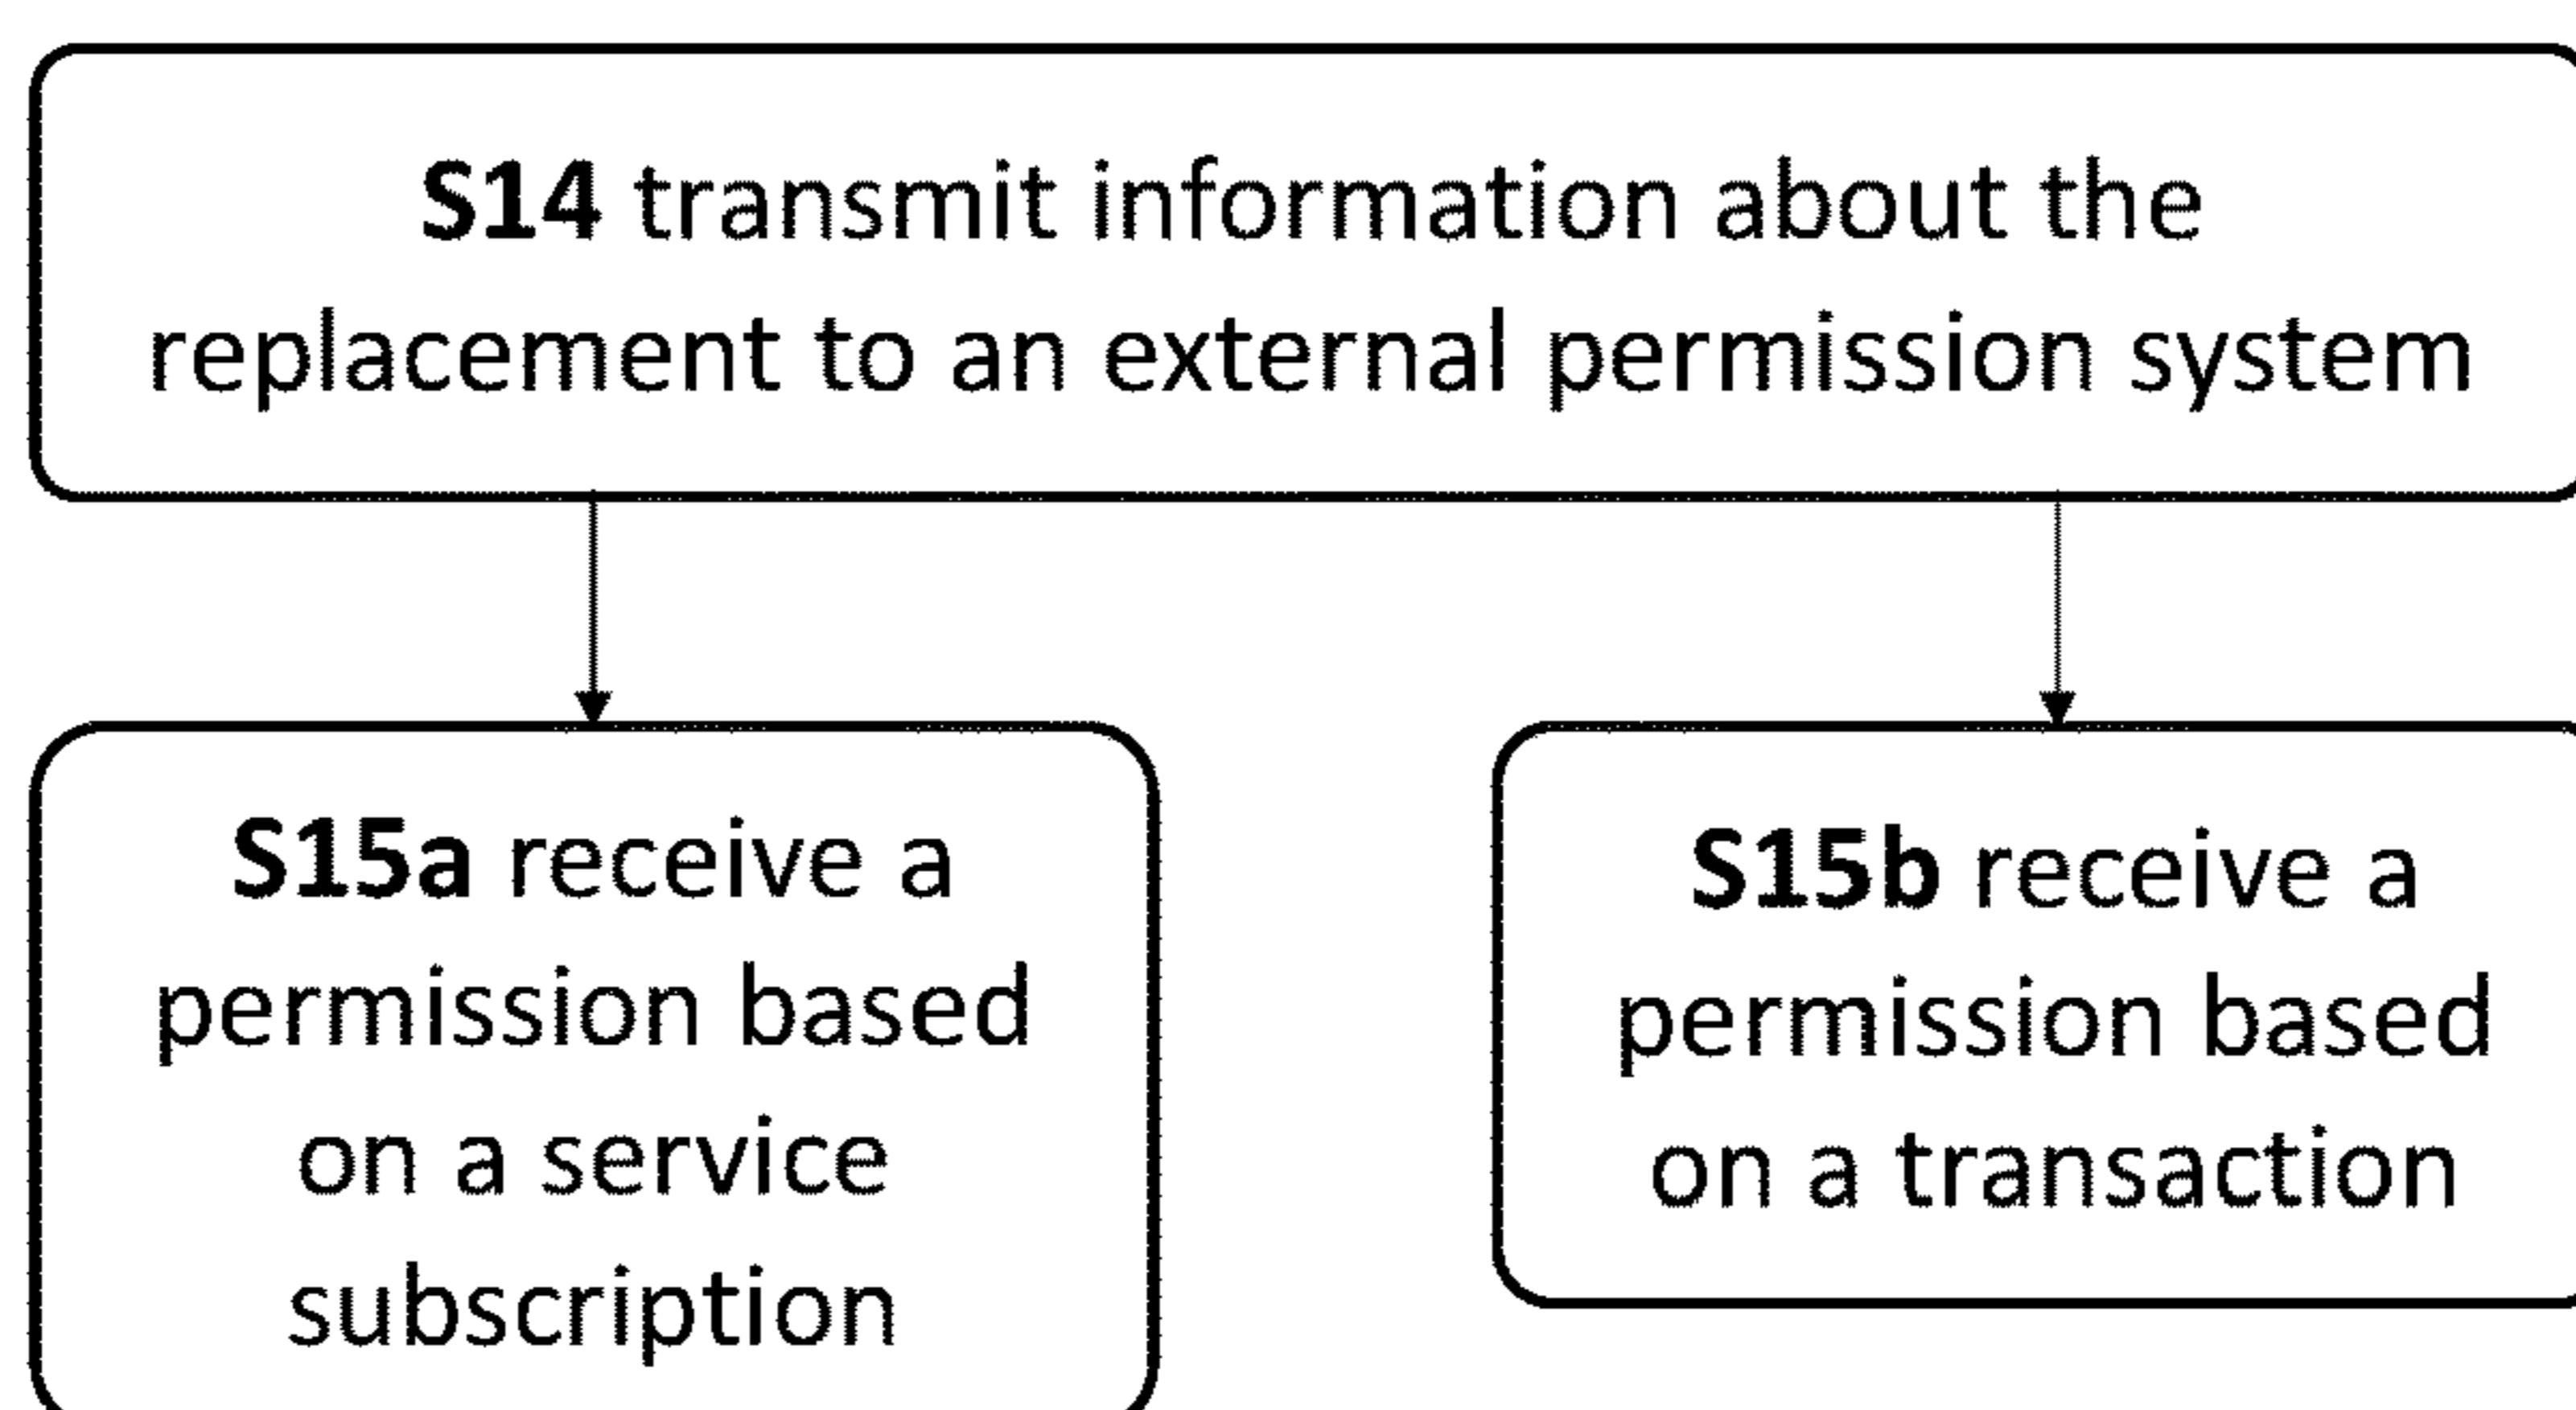 S14 transmit information about the
replacement to an external permission system
S15a receive a
permission based
on a service
subscription
S15b receive a
permission based
on a transaction